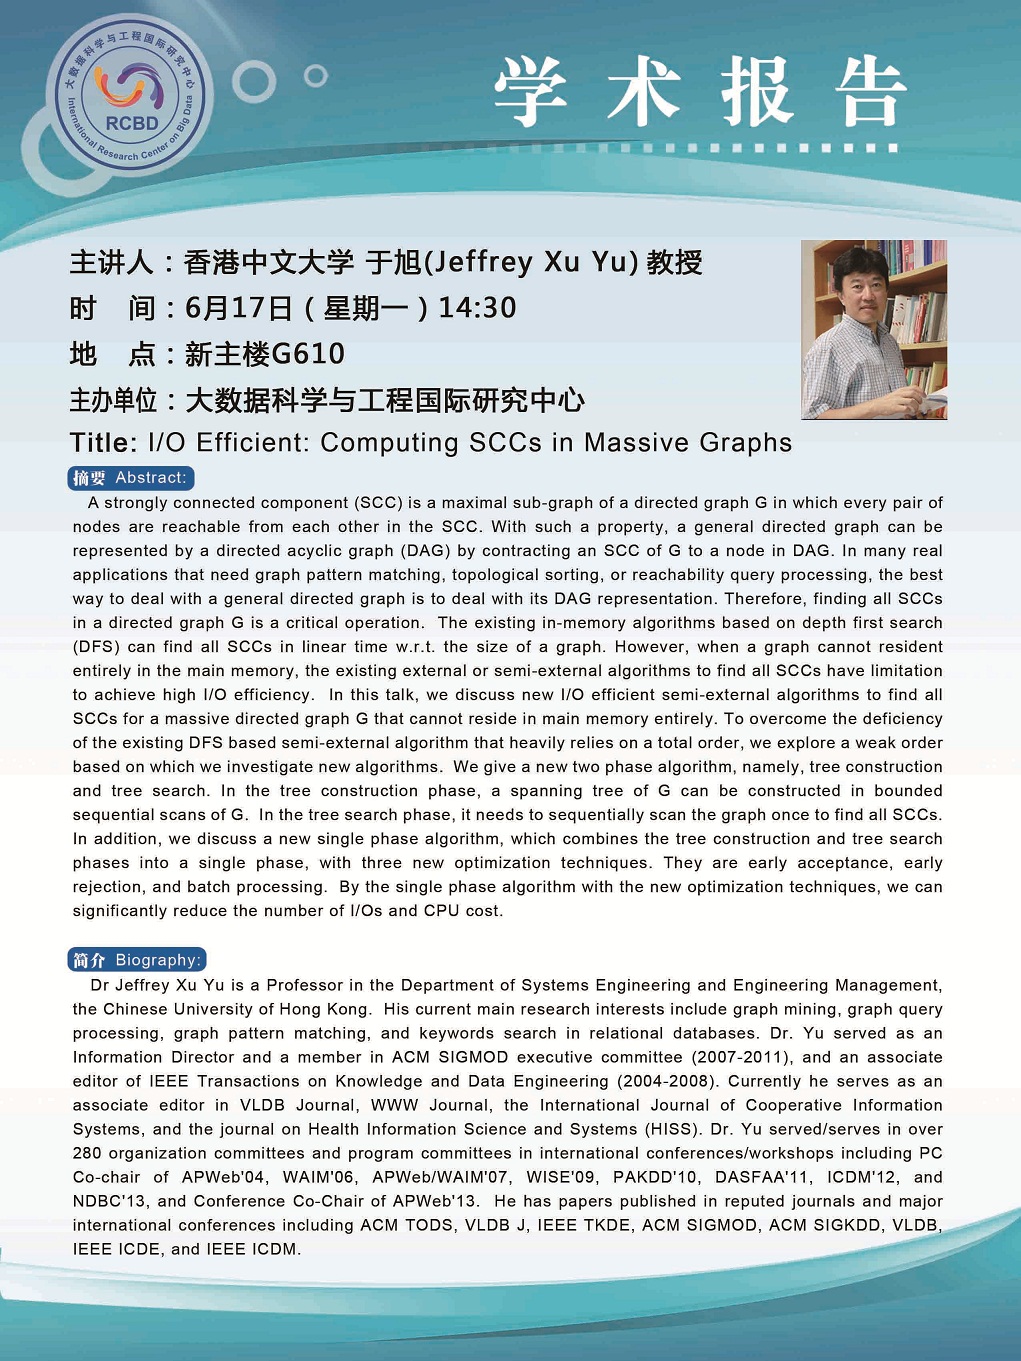 大数据科学与工程国际研究中心
RCBD
International Research Center on Big Data
学术报告
主讲人：香港中文大学 于旭(Jeffrey Xu Yu) 教授
时 间：6月17日（星期一）14:30
地 点：新主楼G610
主办单位：大数据科学与工程国际研究中心
Title: I/O Efficient: Computing SCCs in Massive Graphs
摘要 Abstract:
A strongly connected component (SCC) is a maximal sub-graph of a directed graph G in which every pair of
nodes are reachable from each other in the SCC. With such a property, a general directed graph can be
represented by a directed acyclic graph (DAG) by contracting an SCC of G to a node in DAG. In many real
applications that need graph pattern matching, topological sorting, or reachability query processing, the best
way to deal with a general directed graph is to deal with its DAG representation. Therefore, finding all SCCs
in a directed graph G is a critical operation. The existing in-memory algorithms based on depth first search
(DFS) can find all SCCs in linear time w.r.t. the size of a graph. However, when a graph cannot resident
entirely in the main memory, the existing external or semi-external algorithms to find all SCCs have limitation
to achieve high I/O efficiency. In this talk, we discuss new I/O efficient semi-external algorithms to find all
SCCs for a massive directed graph G that cannot reside in main memory entirely. To overcome the deficiency
of the existing DFS based semi-external algorithm that heavily relies on a total order, we explore a weak order
based on which we investigate new algorithms. We give a new two phase algorithm, namely, tree construction
and tree search. In the tree construction phase, a spanning tree of G can be constructed in bounded
sequential scans of G. In the tree search phase, it needs to sequentially scan the graph once to find all SCCs.
In addition, we discuss a new single phase algorithm, which combines the tree construction and tree search
phases into a single phase, with three new optimization techniques. They are early acceptance, early
rejection, and batch processing. By the single phase algorithm with the new optimization techniques, we can
significantly reduce the number of I/Os and CPU cost.
简介 Biography:
Dr Jeffrey Xu Yu is a Professor in the Department of Systems Engineering and Engineering Management,
the Chinese University of Hong Kong. His current main research interests include graph mining, graph query
processing, graph pattern matching, and keywords search in relational databases. Dr. Yu served as an
Information Director and a member in ACM SIGMOD executive committee (2007-2011), and an associate
editor of IEEE Transactions on Knowledge and Data Engineering (2004-2008). Currently he serves as an
associate editor in VLDB Journal, WWW Journal, the International Journal of Cooperative Information
Systems, and the journal on Health Information Science and Systems (HISS). Dr. Yu served/serves in over
280 organization committees and program committees in international conferences/workshops including PC
Co-chair of APWeb'04, WAIM'06, APWeb/WAIM'07, WISE'09, PAKDD'10, DASFAA'11, ICDM'12, and
NDBC'13, and Conference Co-Chair of APWeb'13. He has papers published in reputed journals and major
international conferences including ACM TODS, VLDB J, IEEE TKDE, ACM SIGMOD, ACM SIGKDD, VLDB,
IEEE ICDE, and IEEE ICDM.